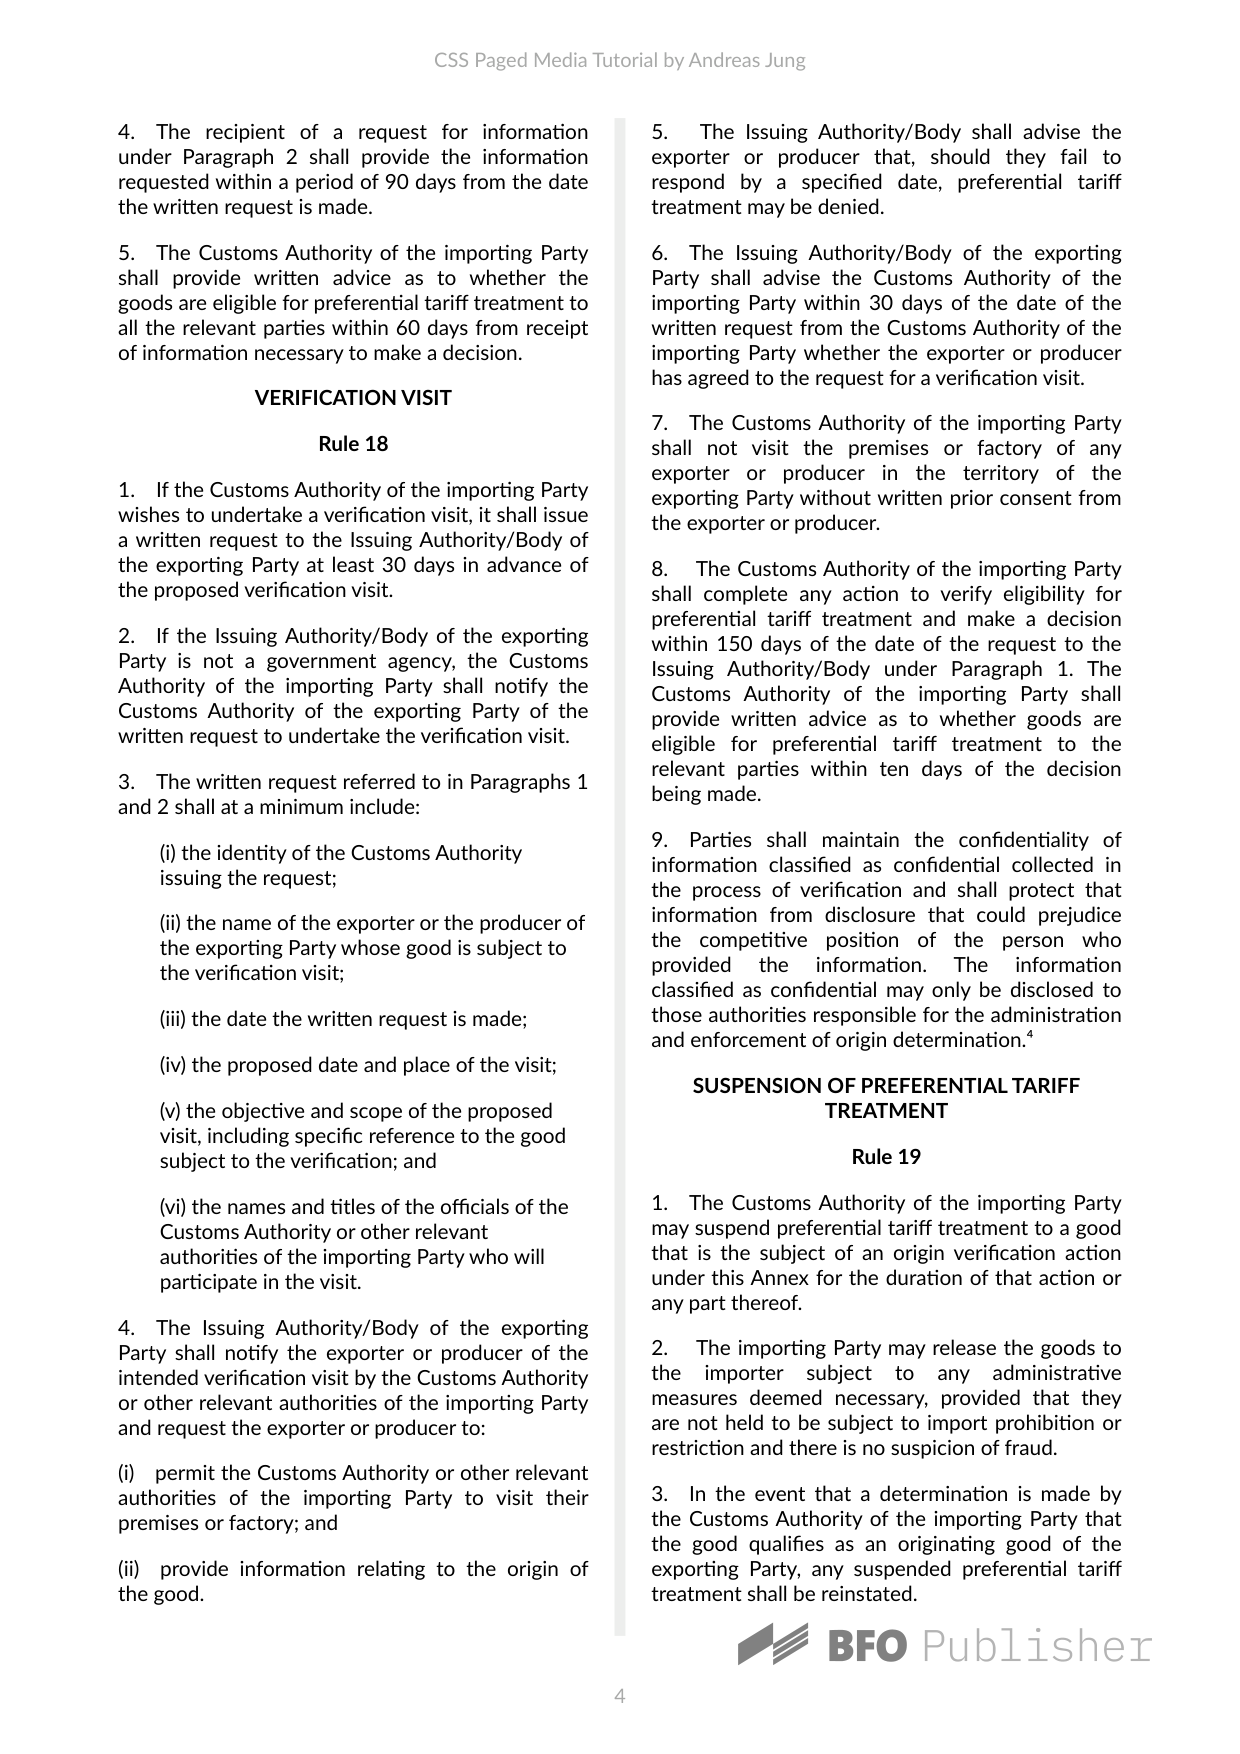 CSS Paged Media Tutorial by Andreas Jung
4. The recipient of a request for information
under Paragraph 2 shall provide the information
requested within a period of 90 days from the date
the written request is made.
5. The Customs Authority of the importing Party
shall provide written advice as to whether the
goods are eligible for preferential tariff treatment to
all the relevant parties within 60 days from receipt
of information necessary to make a decision.
VERIFICATION VISIT
Rule 18
1. If the Customs Authority of the importing Party
wishes to undertake a verification visit, it shall issue
a written request to the Issuing Authority/Body of
the exporting Party at least 30 days in advance of
the proposed verification visit.
2. If the Issuing Authority/Body of the exporting
Party is not a government agency, the Customs
Authority of the importing Party shall notify the
Customs Authority of the exporting Party of the
written request to undertake the verification visit.
3. The written request referred to in Paragraphs 1
and 2 shall at a minimum include:
(i) the identity of the Customs Authority
issuing the request;
(ii) the name of the exporter or the producer of
the exporting Party whose good is subject to
the verification visit;
(iii) the date the written request is made;
(iv) the proposed date and place of the visit;
(v) the objective and scope of the proposed
visit, including specific reference to the good
subject to the verification; and
(vi) the names and titles of the officials of the
Customs Authority or other relevant
authorities of the importing Party who will
participate in the visit.
4. The Issuing Authority/Body of the exporting
Party shall notify the exporter or producer of the
intended verification visit by the Customs Authority
or other relevant authorities of the importing Party
and request the exporter or producer to:
(i) permit the Customs Authority or other relevant
authorities of the importing Party to visit their
premises or factory; and
(ii) provide information relating to the origin of
the good.
5. The Issuing Authority/Body shall advise the
exporter or producer that, should they fail to
respond by a specified date, preferential tariff
treatment may be denied.
6. The Issuing Authority/Body of the exporting
Party shall advise the Customs Authority of the
importing Party within 30 days of the date of the
written request from the Customs Authority of the
importing Party whether the exporter or producer
has agreed to the request for a verification visit.
7. The Customs Authority of the importing Party
shall not visit the premises or factory of any
exporter or producer in the territory of the
exporting Party without written prior consent from
the exporter or producer.
8. The Customs Authority of the importing Party
shall complete any action to verify eligibility for
preferential tariff treatment and make a decision
within 150 days of the date of the request to the
Issuing Authority/Body under Paragraph 1. The
Customs Authority of the importing Party shall
provide written advice as to whether goods are
eligible for preferential tariff treatment to the
relevant parties within ten days of the decision
being made.
9. Parties shall maintain the confidentiality of
information classified as confidential collected in
the process of verification and shall protect that
information from disclosure that could prejudice
the competitive position of the person who
provided the information. The information
classified as confidential may only be disclosed to
those authorities responsible for the administration
and enforcement of origin determination.⁴
SUSPENSION OF PREFERENTIAL TARIFF
TREATMENT
Rule 19
1. The Customs Authority of the importing Party
may suspend preferential tariff treatment to a good
that is the subject of an origin verification action
under this Annex for the duration of that action or
any part thereof.
2. The importing Party may release the goods to
the importer subject to any administrative
measures deemed necessary, provided that they
are not held to be subject to import prohibition or
restriction and there is no suspicion of fraud.
3. In the event that a determination is made by
the Customs Authority of the importing Party that
the good qualifies as an originating good of the
exporting Party, any suspended preferential tariff
treatment shall be reinstated.
BFO Publisher
4